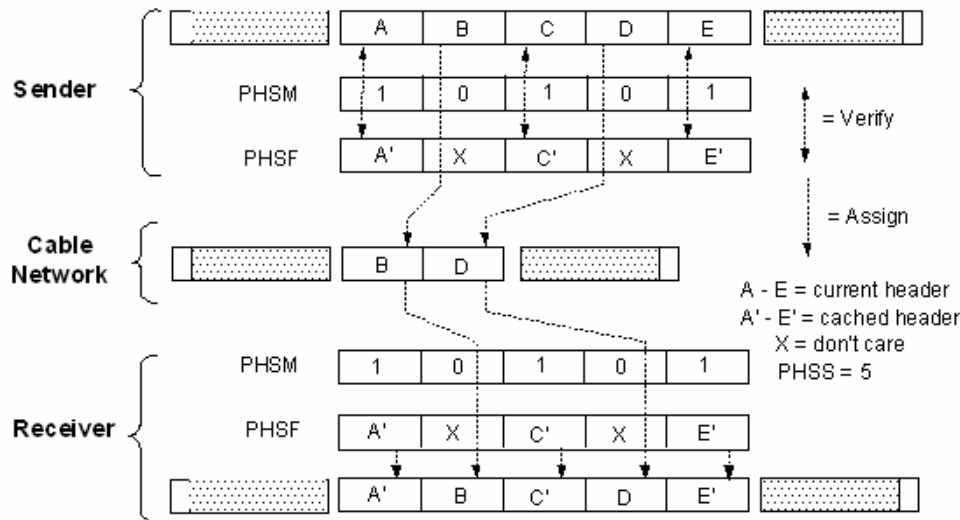 A B C D E
Sender
PHSM 1 0 1 0 1
= Verify
PHSF A' X C' X E'
= Assign
Cable
Network
B D
A - E = current header
A' - E' = cached header
X = don't care
PHSS = 5
PHSM 1 0 1 0 1
Receiver
PHSF A' X C' X E'
A' B C' D E'